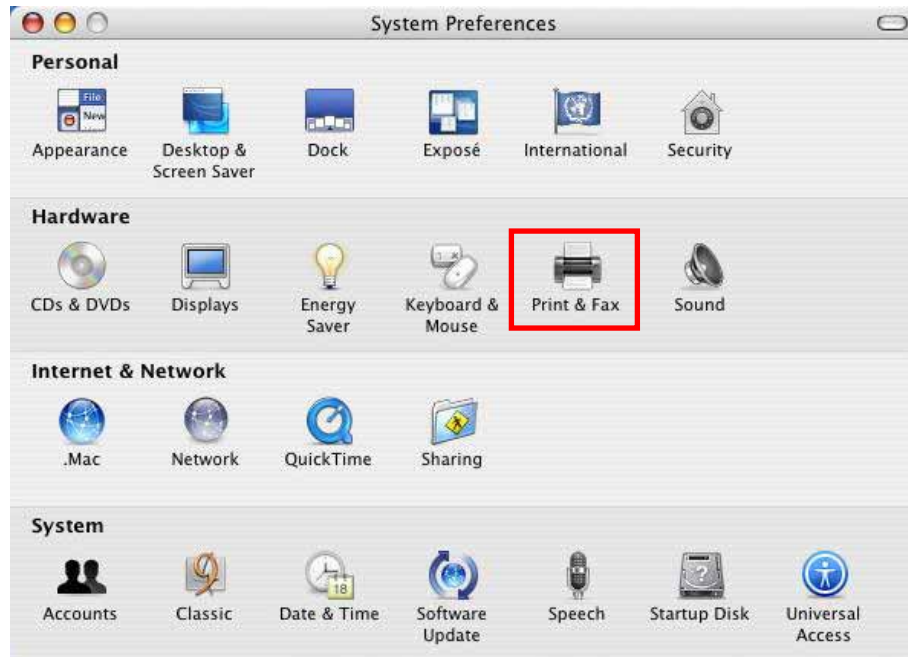 System Preferences
Personal
File
New
Appearance
Desktop &
Screen Saver
Dock
Exposé
International
Security
Hardware
CDs & DVDs
Displays
Energy
Saver
Keyboard &
Mouse
Print & Fax
Sound
Internet & Network
.Mac
Network
QuickTime
Sharing
System
Accounts
Classic
18
Date & Time
Software
Update
Speech
?
Startup Disk
Universal
Access